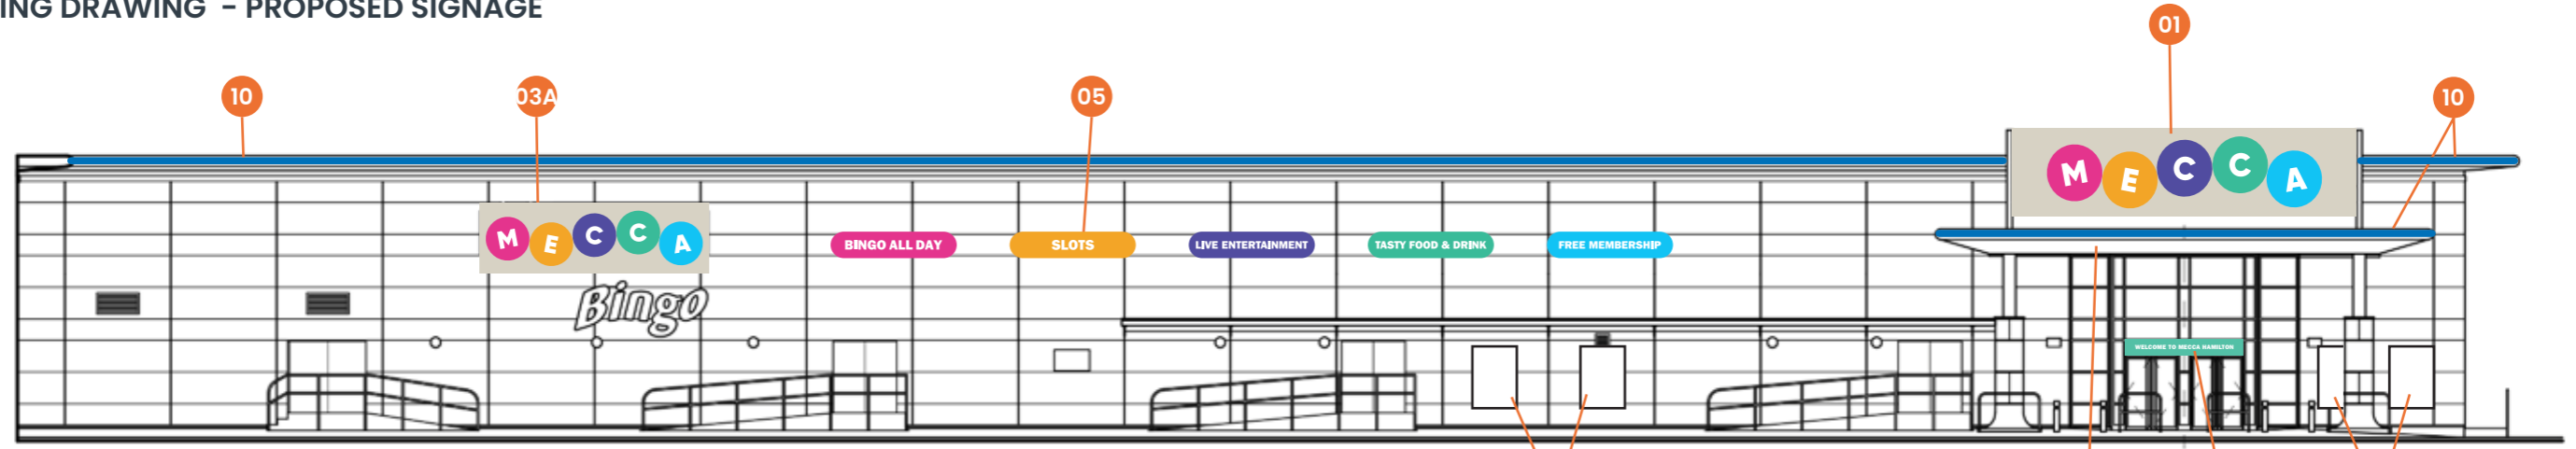 ING DRAWING - PROPOSED SIGNAGE
01
10
03A
05
10
MECCA
MECCA
BINGO ALL DAY
SLOTS
LIVE ENTERTAINMENT
TASTY FOOD & DRINK
FREE MEMBERSHIP
Bingo
WELCOME TO MECCA HAMILTON